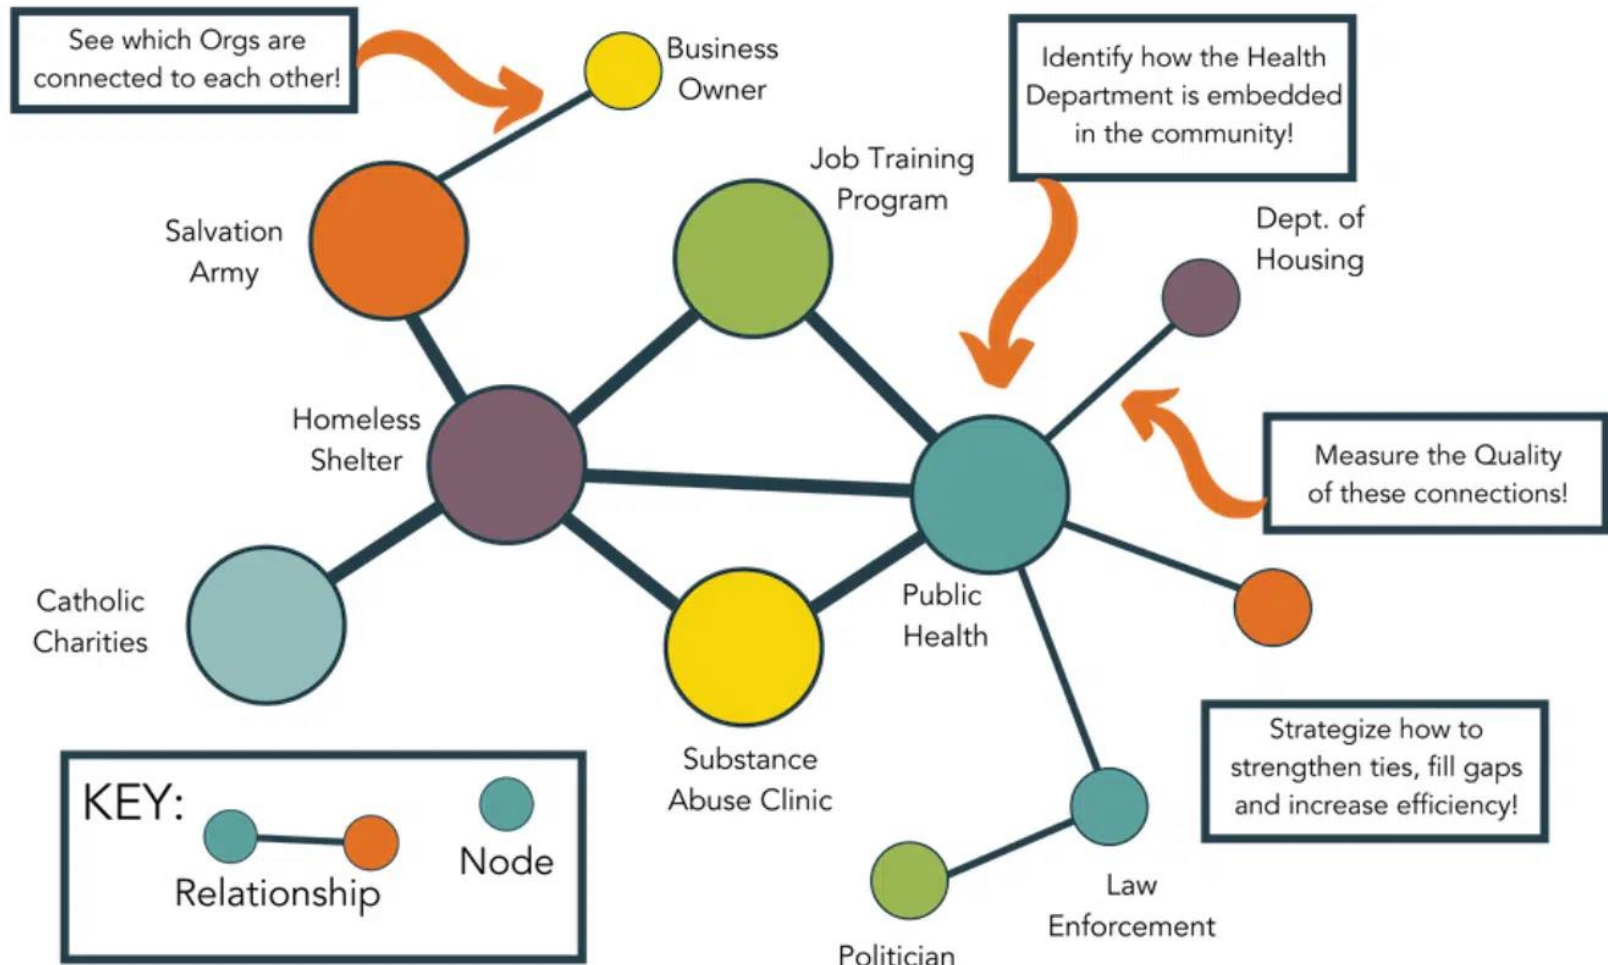 See which Orgs are
connected to each other!
Business
Owner
Identify how the Health
Department is embedded
in the community!
Job Training
Program
Salvation
Army
Dept. of
Housing
Homeless
Shelter
Measure the Quality
of these connections!
Catholic
Charities
Public
Health
Substance
Abuse Clinic
Strategize how to
strengthen ties, fill gaps
and increase efficiency!
KEY:
Relationship
Node
Law
Enforcement
Politician